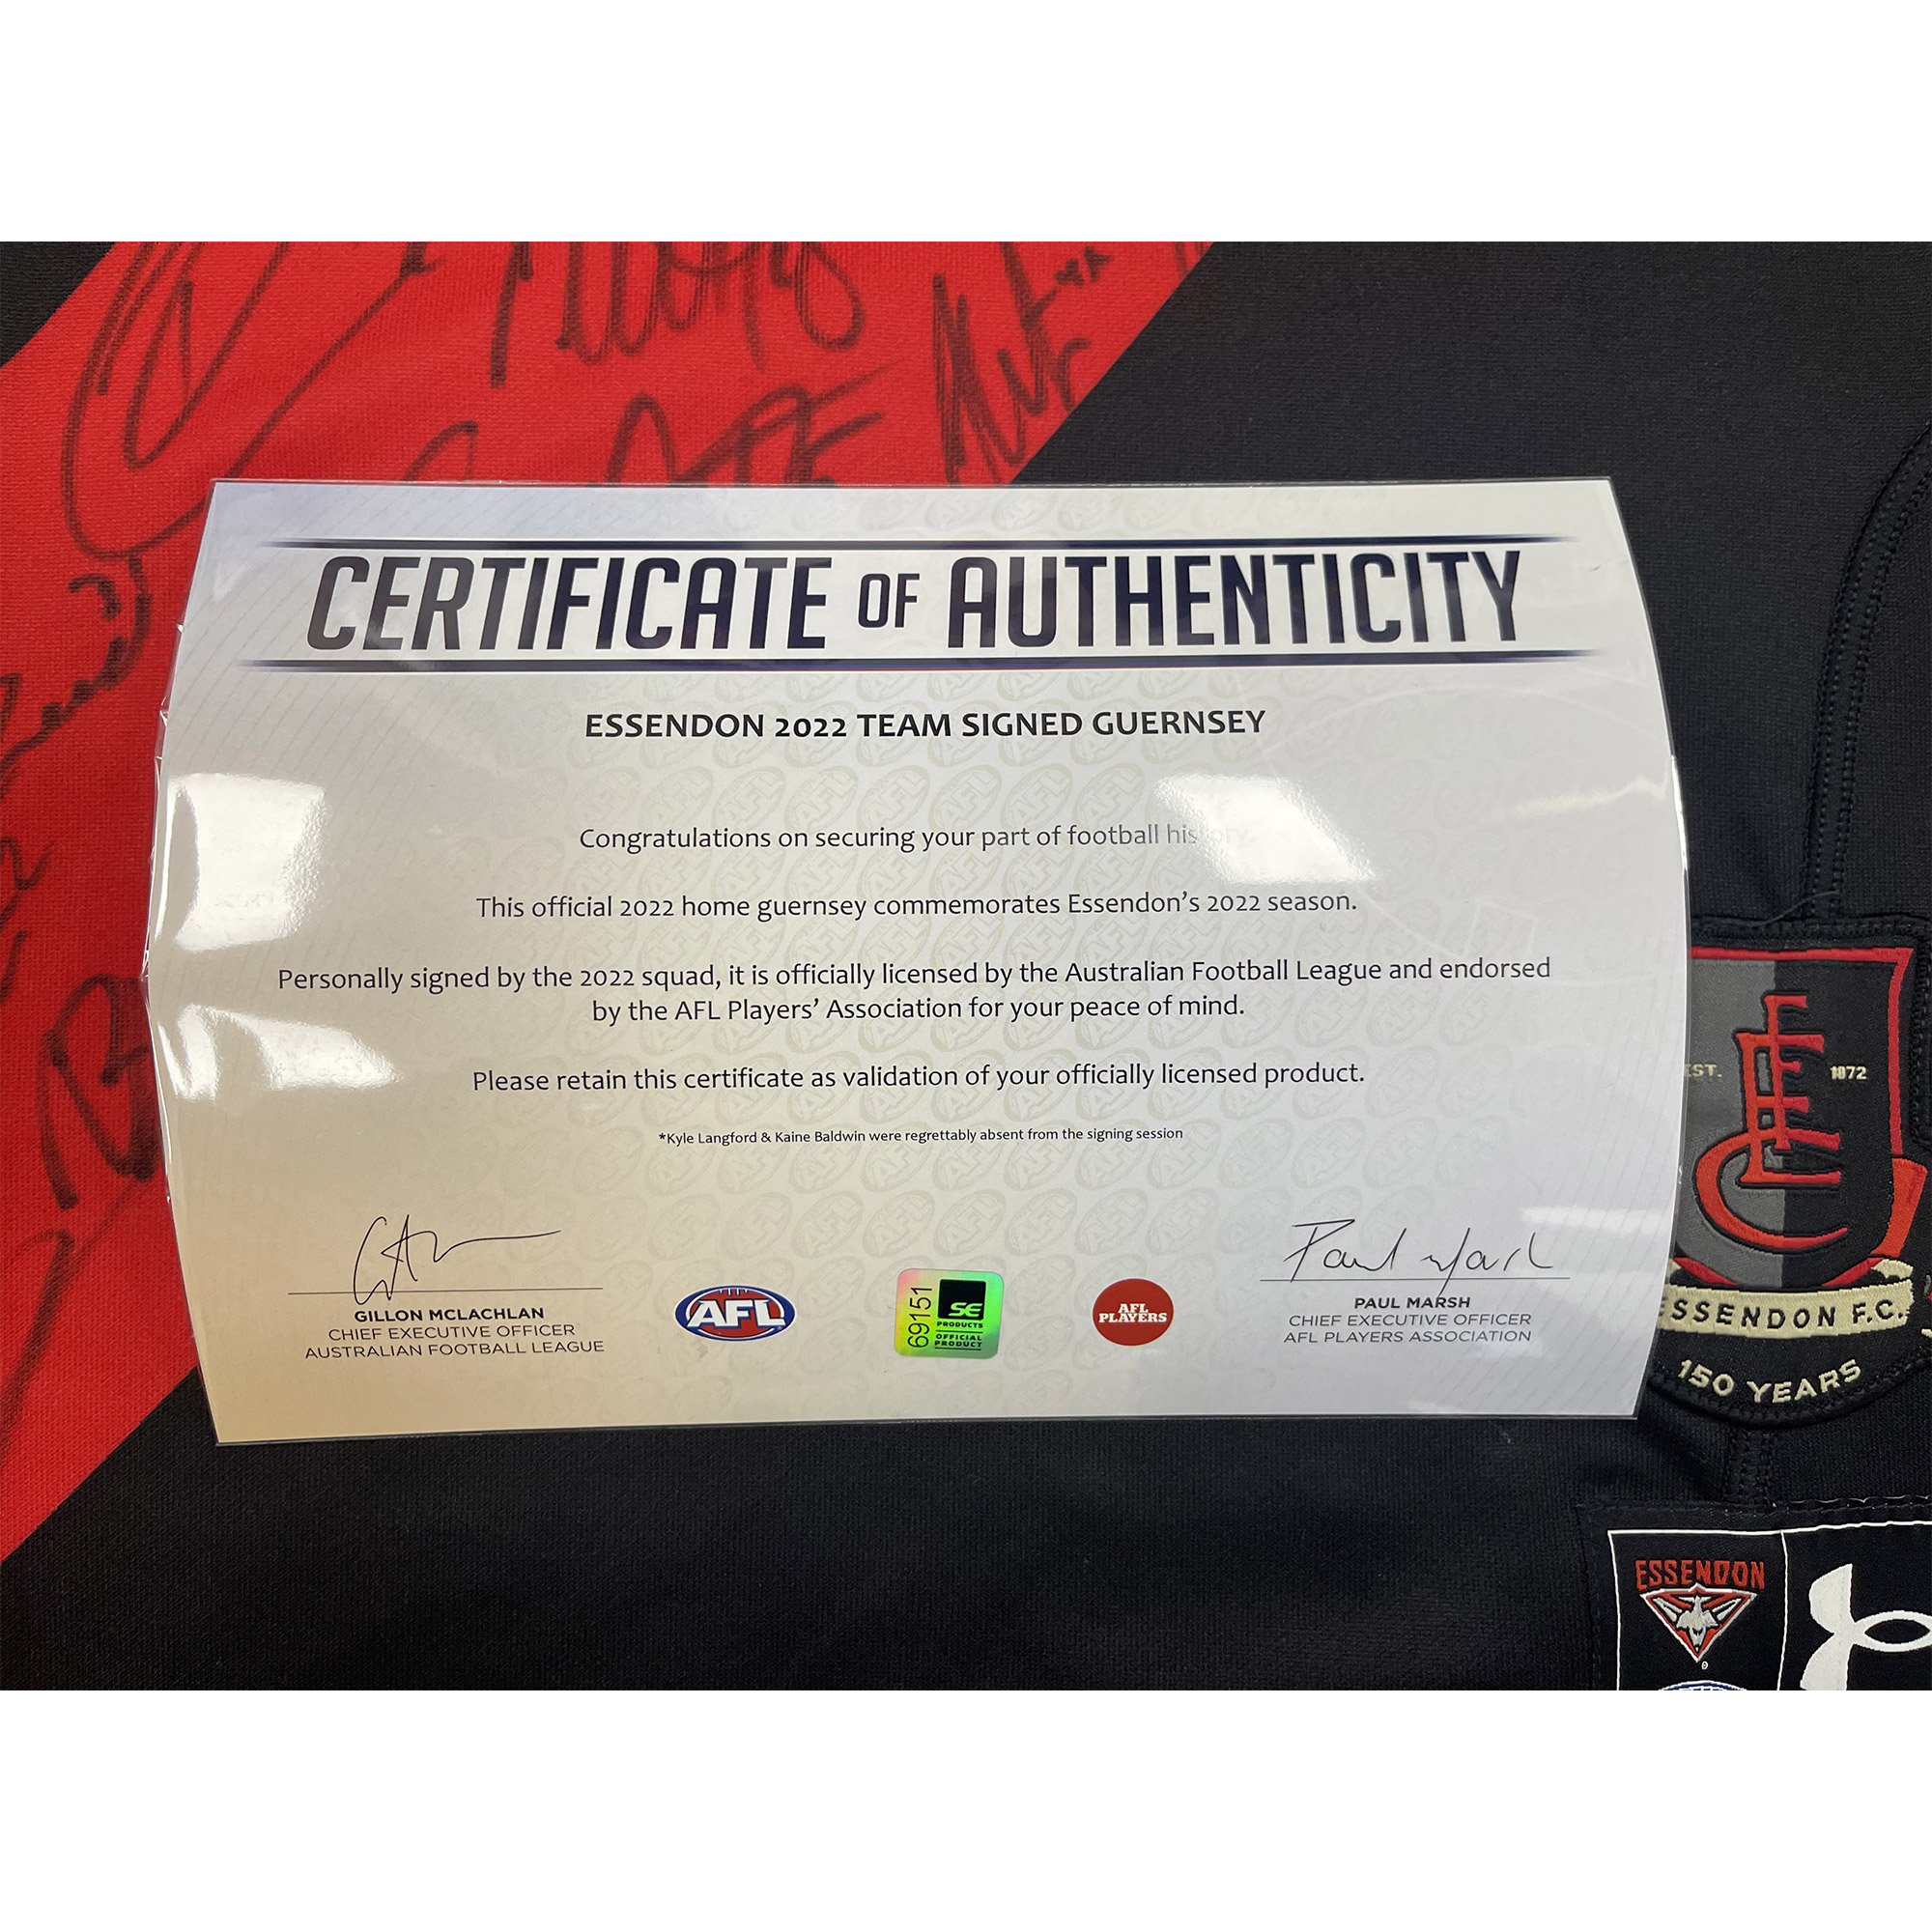 CERTIFICATE OF AUTHENTICITY
ESSENDON 2022 TEAM SIGNED GUERNSEY
Congratulations on securing your part of football history.
This official 2022 home guernsey commemorates Essendon's 2022 season.
Personally signed by the 2022 squad, it is officially licensed by the Australian Football League and endorsed
by the AFL Players' Association for your peace of mind.
Please retain this certificate as validation of your officially licensed product.
*Kyle Langford & Kaine Baldwin were regrettably absent from the signing session
Paul Marsh
GILLON MCLACHLAN
CHIEF EXECUTIVE OFFICER
AUSTRALIAN FOOTBALL LEAGUE
AFL
69151
SE
PRODUCTS
OFFICIAL
PRODUCT
AFL
PLAYERS
PAUL MARSH
CHIEF EXECUTIVE OFFICER
AFL PLAYERS ASSOCIATION
EST. 1872
EFC
ESSENDON F.C.
150 YEARS
ESSENDON